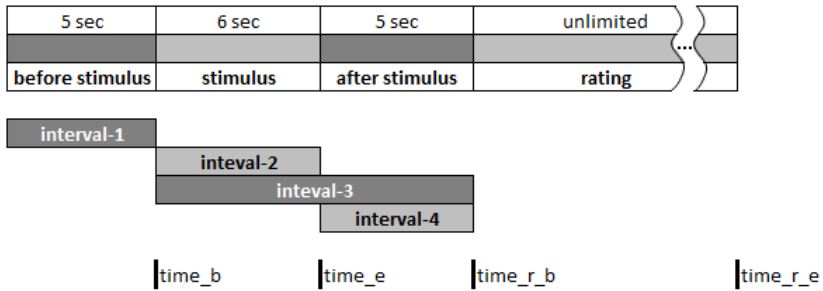 5 sec 6 sec 5 sec unlimited
...
before stimulus stimulus after stimulus rating
interval-1
inteval-2
inteval-3
interval-4
time_b time_e time_r_b time_r_e